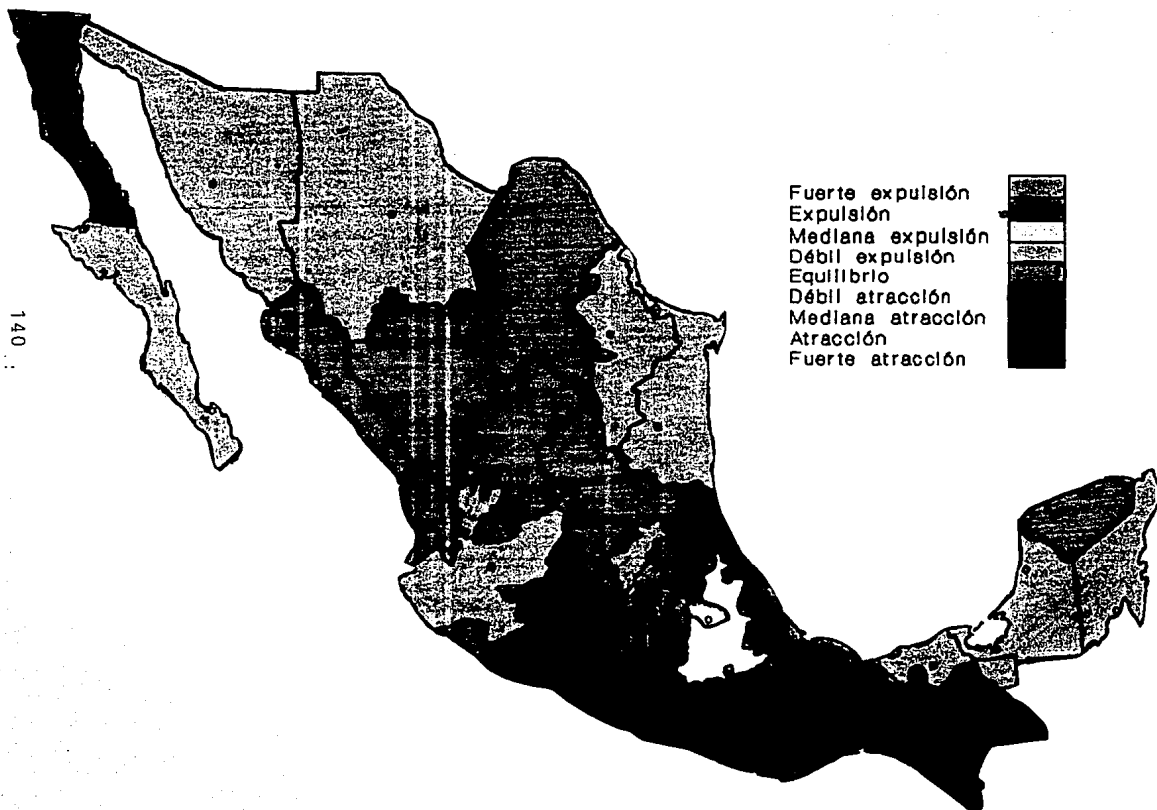 Fuerte expulsión
Expulsión
Mediana expulsión
Débil expulsión
Equilibrio
Débil atracción
Mediana atracción
Atracción
Fuerte atracción
140